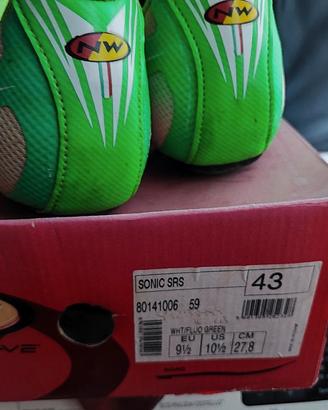 NW
NW
SONIC SRS
43
80141006 59
WHT/FLUO GREEN
EU US CM
9½ 10½ 27,8